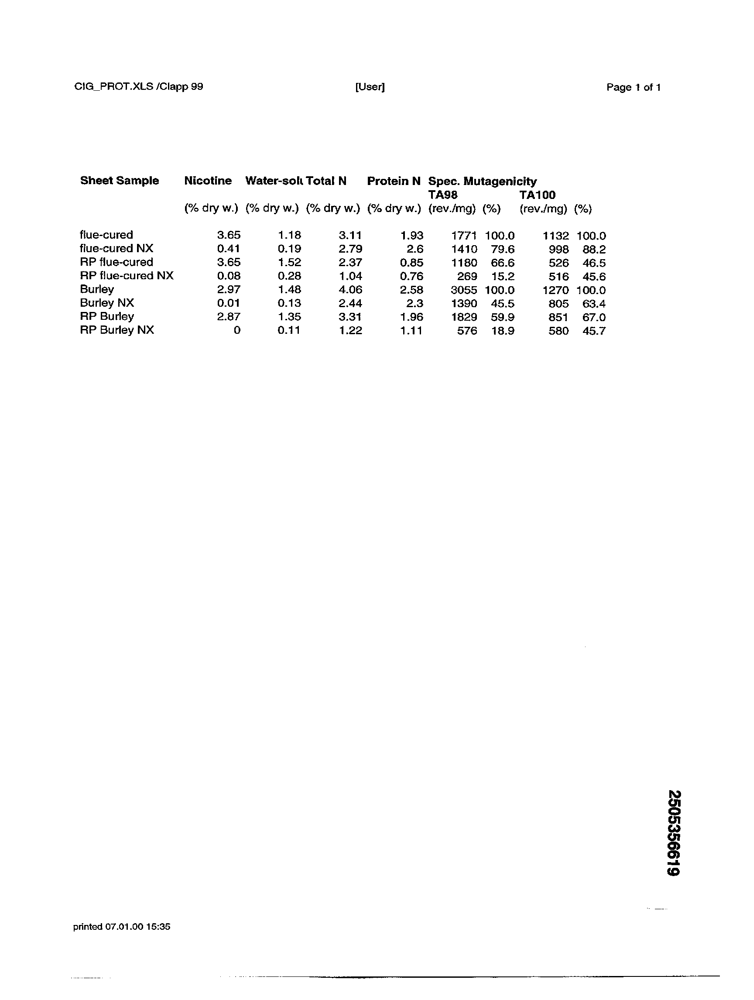 CIG_PROT.XLS /Clapp 99 [User] Page 1 of 1
Sheet Sample Nicotine Water-solu Total N Protein N Spec. Mutagenicity
TA98 TA100
(% dry w.) (% dry w.) (% dry w.) (% dry w.) (rev./mg) (%) (rev./mg) (%)
flue-cured 3.65 1.18 3.11 1.93 1771 100.0 1132 100.0
flue-cured NX 0.41 0.19 2.79 2.6 1410 79.6 998 88.2
RP flue-cured 3.65 1.52 2.37 0.85 1180 66.6 526 46.5
RP flue-cured NX 0.08 0.28 1.04 0.76 269 15.2 516 45.6
Burley 2.97 1.48 4.06 2.58 3055 100.0 1270 100.0
Burley NX 0.01 0.13 2.44 2.3 1390 45.5 805 63.4
RP Burley 2.87 1.35 3.31 1.96 1829 59.9 851 67.0
RP Burley NX 0 0.11 1.22 1.11 576 18.9 580 45.7
2505356619
printed 07.01.00 15:35